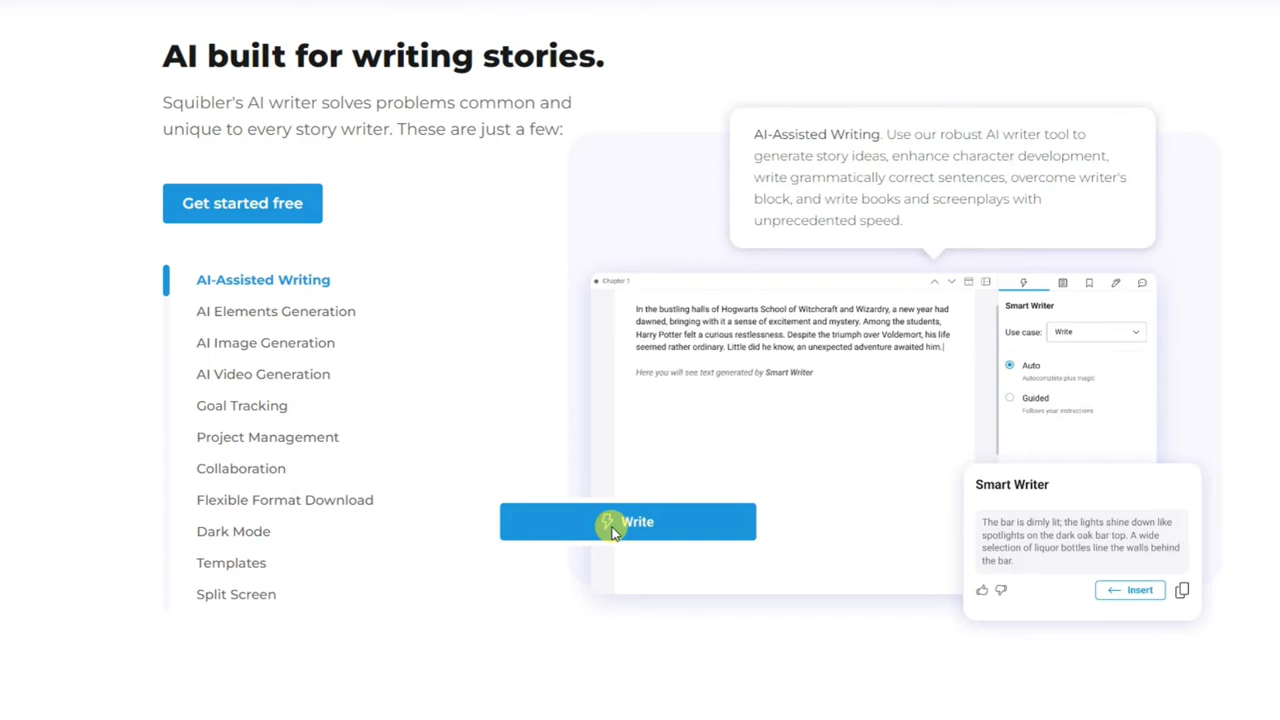 AI built for writing stories.
Squibler's AI writer solves problems common and
unique to every story writer. These are just a few:
Get started free
AI-Assisted Writing
AI Elements Generation
AI Image Generation
AI Video Generation
Goal Tracking
Project Management
Collaboration
Flexible Format Download
Dark Mode
Templates
Split Screen
AI-Assisted Writing. Use our robust AI writer tool to
generate story ideas, enhance character development,
write grammatically correct sentences, overcome writer's
block, and write books and screenplays with
unprecedented speed.
Chapter 1
In the bustling halls of Hogwarts School of Witchcraft and Wizardry, a new year had
dawned, bringing with it a sense of excitement and mystery. Among the students,
Harry Potter felt a curious restlessness. Despite the triumph over Voldemort, his life
seemed rather ordinary. Little did he know, an unexpected adventure awaited him.
Here you will see text generated by Smart Writer
Write
Smart Writer
Use case: Write
Auto
Autocomplete plus magic
Guided
Follows your instructions
Smart Writer
The bar is dimly lit; the lights shine down like
spotlights on the dark oak bar top. A wide
selection of liquor bottles line the walls behind
the bar.
Insert